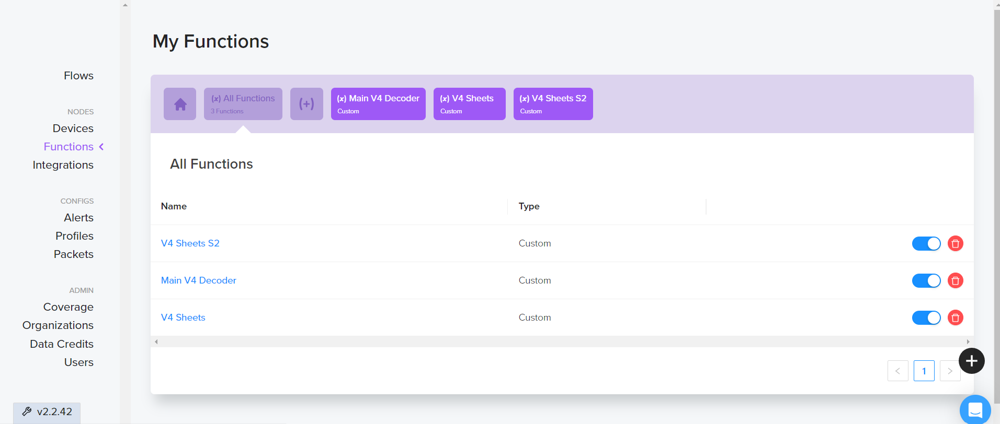 My Functions
Flows
NODES
Devices
Functions
Integrations
CONFIGS
Alerts
Profiles
Packets
ADMIN
Coverage
Organizations
Data Credits
Users
v2.2.42
(x) All Functions
3 Functions
(+)
(x) Main V4 Decoder
Custom
(x) V4 Sheets
Custom
(x) V4 Sheets S2
Custom
All Functions
Name Type
V4 Sheets S2 Custom
Main V4 Decoder Custom
V4 Sheets Custom
< 1 >